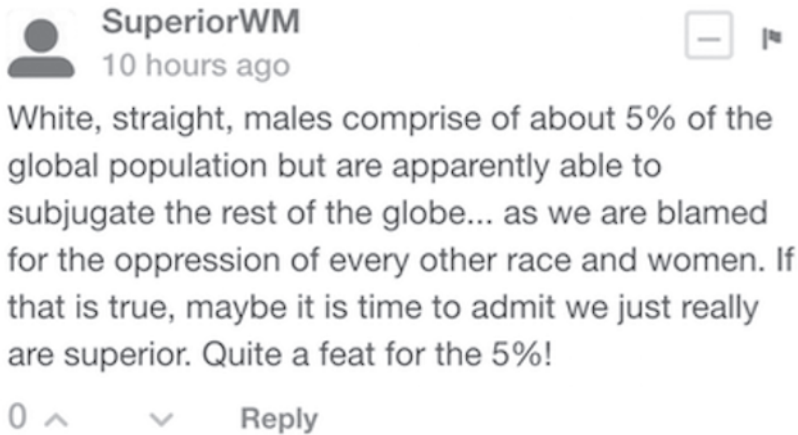 SuperiorWM
10 hours ago
White, straight, males comprise of about 5% of the
global population but are apparently able to
subjugate the rest of the globe... as we are blamed
for the oppression of every other race and women. If
that is true, maybe it is time to admit we just really
are superior. Quite a feat for the 5%!
0 Reply